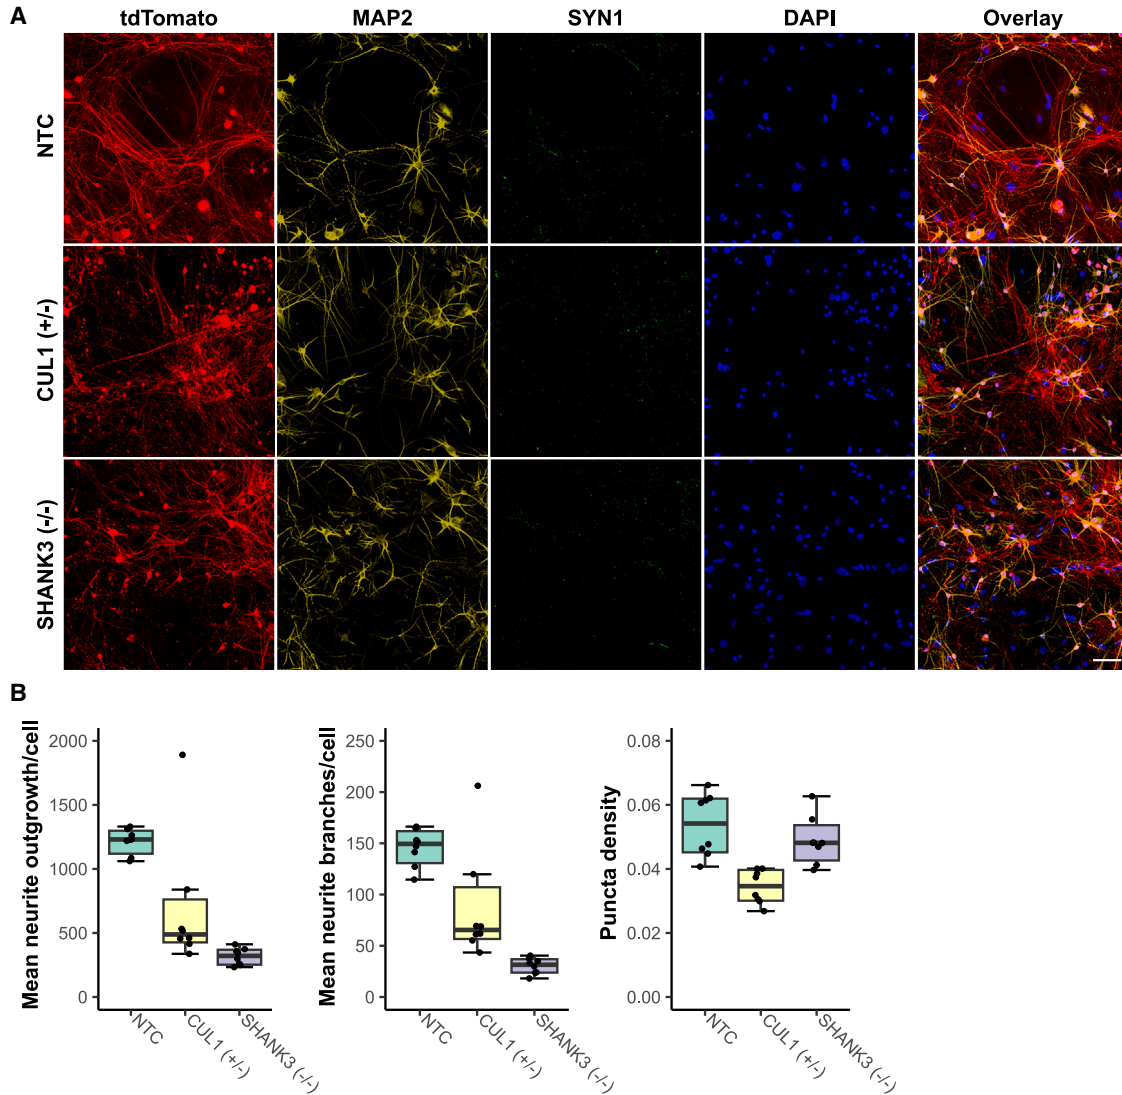 A
tdTomato MAP2 SYN1 DAPI Overlay
NTC
CUL1 (+/-)
SHANK3 (-/-)
B
Mean neurite outgrowth/cell
2000
1500
1000
500
0
NTC
CUL1 (+/-)
SHANK3 (-/-)
Mean neurite branches/cell
250
200
150
100
50
0
NTC
CUL1 (+/-)
SHANK3 (-/-)
Puncta density
0.08
0.06
0.04
0.02
0.00
NTC
CUL1 (+/-)
SHANK3 (-/-)